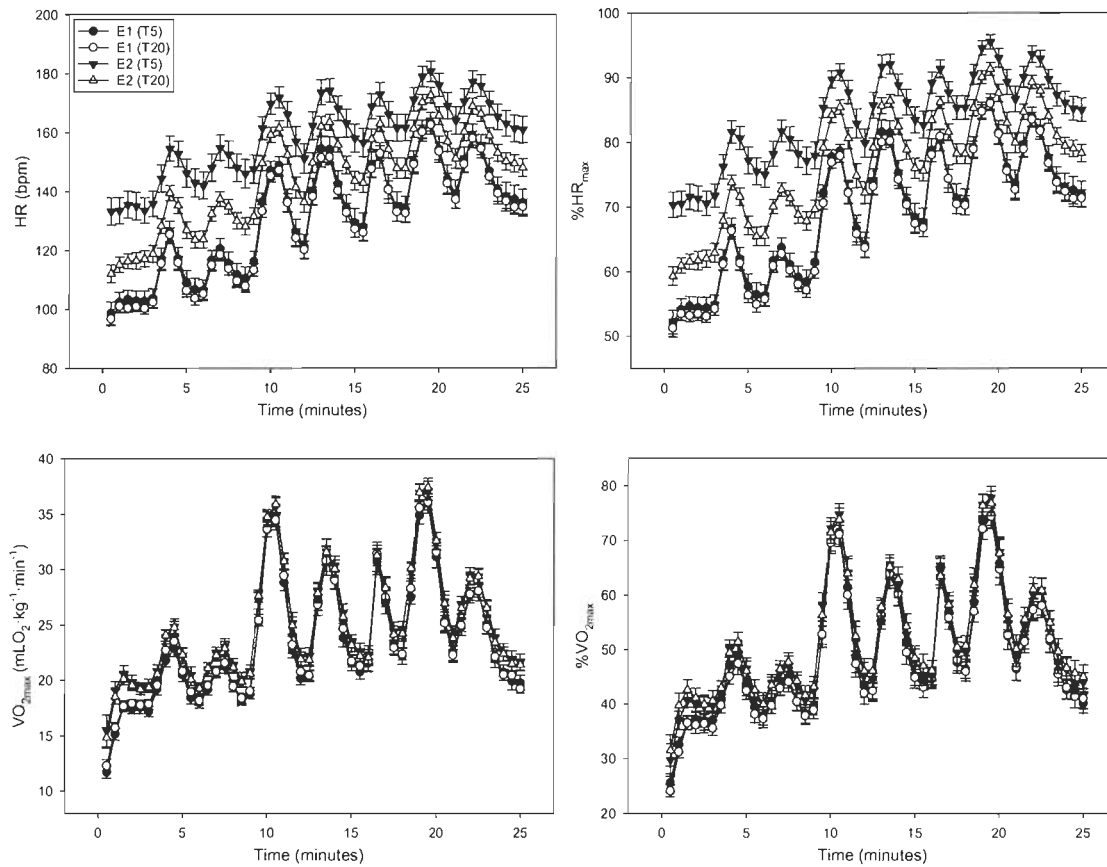 200
180
160
140
120
100
80
HR (bpm)
E1 (T5)
E1 (T20)
E2 (T5)
E2 (T20)
0 5 10 15 20 25
Time (minutes)
100
90
80
70
60
50
%HRmax
0 5 10 15 20 25
Time (minutes)
40
35
30
25
20
15
10
VO2max (mLO2·kg-1·min-1)
0 5 10 15 20 25
Time (minutes)
80
70
60
50
40
30
20
%VO2max
0 5 10 15 20 25
Time (minutes)